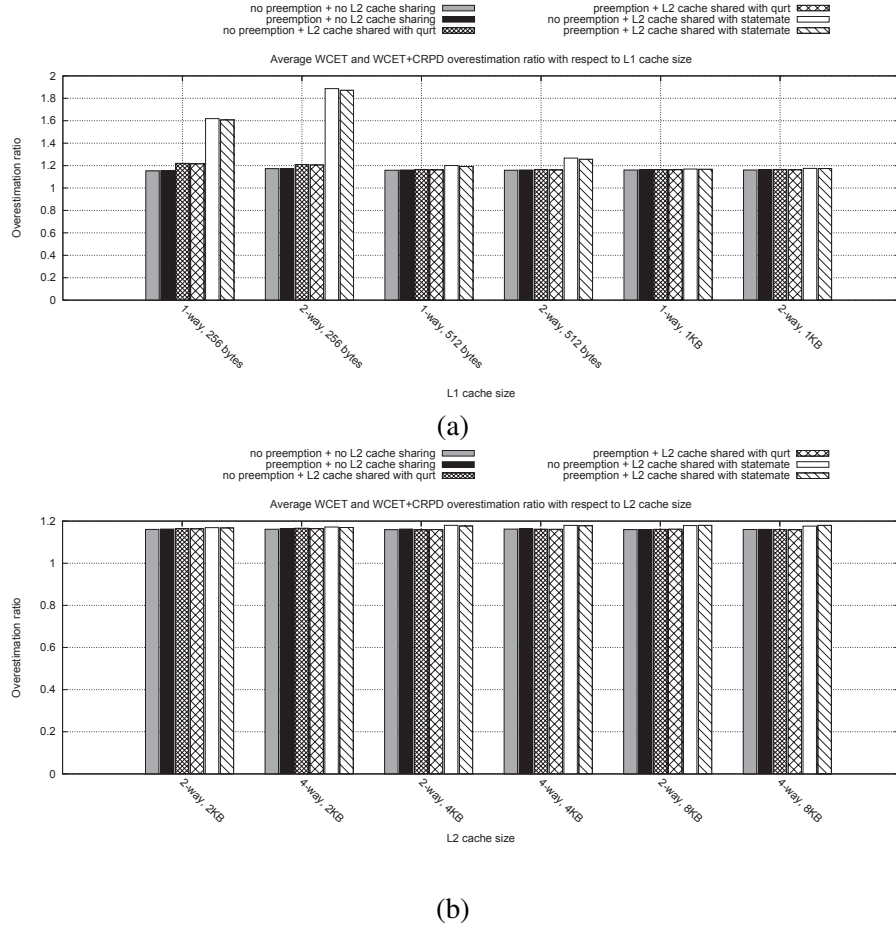 no preemption + no L2 cache sharing
preemption + no L2 cache sharing
no preemption + L2 cache shared with qurt
preemption + L2 cache shared with qurt
no preemption + L2 cache shared with statemate
preemption + L2 cache shared with statemate
Average WCET and WCET+CRPD overestimation ratio with respect to L1 cache size
Overestimation ratio
2
1.8
1.6
1.4
1.2
1
0.8
0.6
0.4
0.2
0
1-way, 256 bytes
2-way, 256 bytes
1-way, 512 bytes
2-way, 512 bytes
1-way, 1KB
2-way, 1KB
L1 cache size
(a)
no preemption + no L2 cache sharing
preemption + no L2 cache sharing
no preemption + L2 cache shared with qurt
preemption + L2 cache shared with qurt
no preemption + L2 cache shared with statemate
preemption + L2 cache shared with statemate
Average WCET and WCET+CRPD overestimation ratio with respect to L2 cache size
Overestimation ratio
1.2
1
0.8
0.6
0.4
0.2
0
2-way, 2KB
4-way, 2KB
2-way, 4KB
4-way, 4KB
2-way, 8KB
4-way, 8KB
L2 cache size
(b)